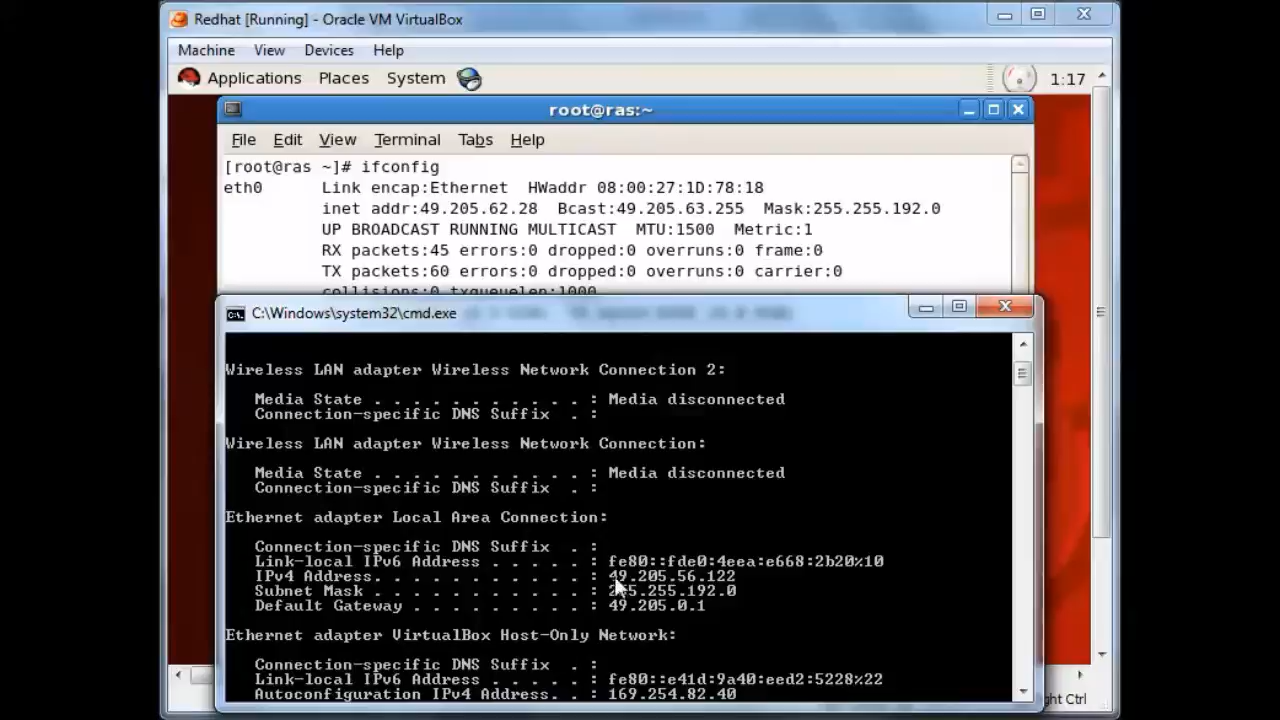 Redhat [Running] - Oracle VM VirtualBox
Machine View Devices Help
Applications Places System 1:17
root@ras:~
File Edit View Terminal Tabs Help
[root@ras ~]# ifconfig
eth0 Link encap:Ethernet HWaddr 08:00:27:1D:78:18
inet addr:49.205.62.28 Bcast:49.205.63.255 Mask:255.255.192.0
UP BROADCAST RUNNING MULTICAST MTU:1500 Metric:1
RX packets:45 errors:0 dropped:0 overruns:0 frame:0
TX packets:60 errors:0 dropped:0 overruns:0 carrier:0
collisions:0 txqueuelen:1000
C:\Windows\system32\cmd.exe
Wireless LAN adapter Wireless Network Connection 2:
Media State . . . . . . . . . . . : Media disconnected
Connection-specific DNS Suffix . :
Wireless LAN adapter Wireless Network Connection:
Media State . . . . . . . . . . . : Media disconnected
Connection-specific DNS Suffix . :
Ethernet adapter Local Area Connection:
Connection-specific DNS Suffix . :
Link-local IPv6 Address . . . . . : fe80::fde0:4eea:e668:2b20%10
IPv4 Address. . . . . . . . . . . : 49.205.56.122
Subnet Mask . . . . . . . . . . . : 255.255.192.0
Default Gateway . . . . . . . . . : 49.205.0.1
Ethernet adapter VirtualBox Host-Only Network:
Connection-specific DNS Suffix . :
Link-local IPv6 Address . . . . . : fe80::e41d:9a40:eed2:5228%22
Autoconfiguration IPv4 Address. . : 169.254.82.40
ght Ctrl